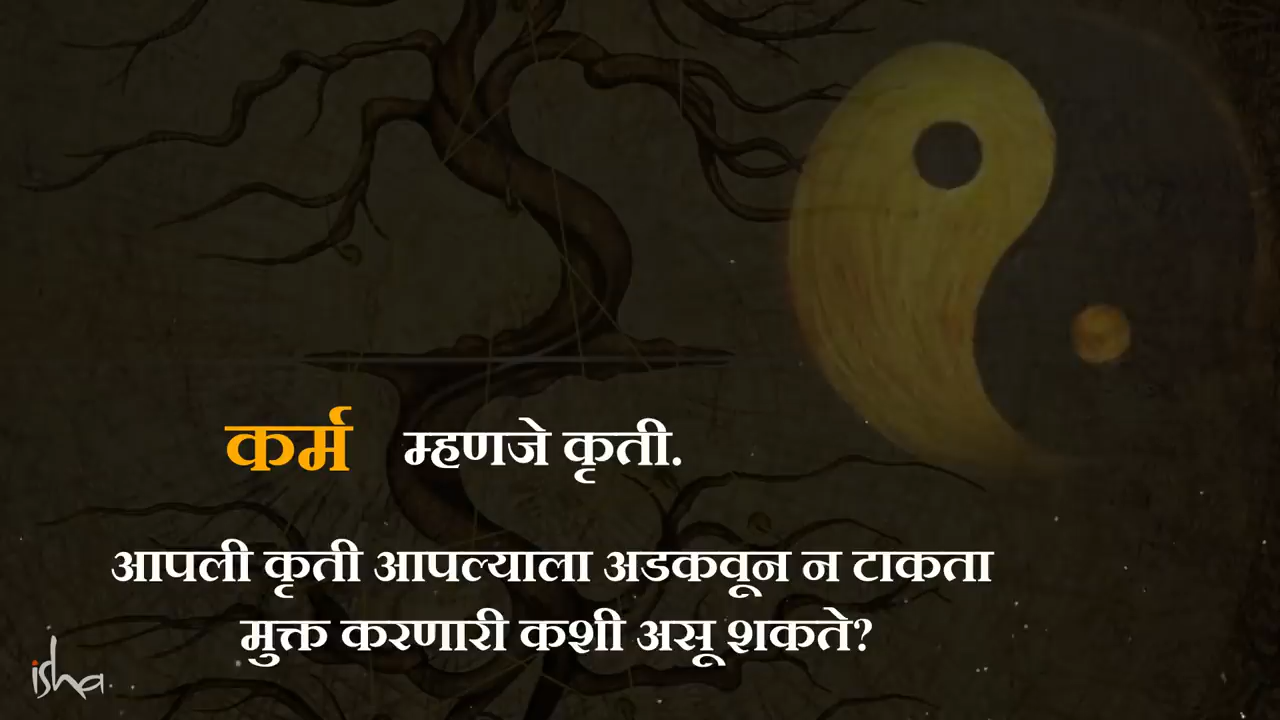 कर्म म्हणजे कृती.
आपली कृती आपल्याला अडकवून न टाकता
मुक्त करणारी कशी असू शकते?
isha